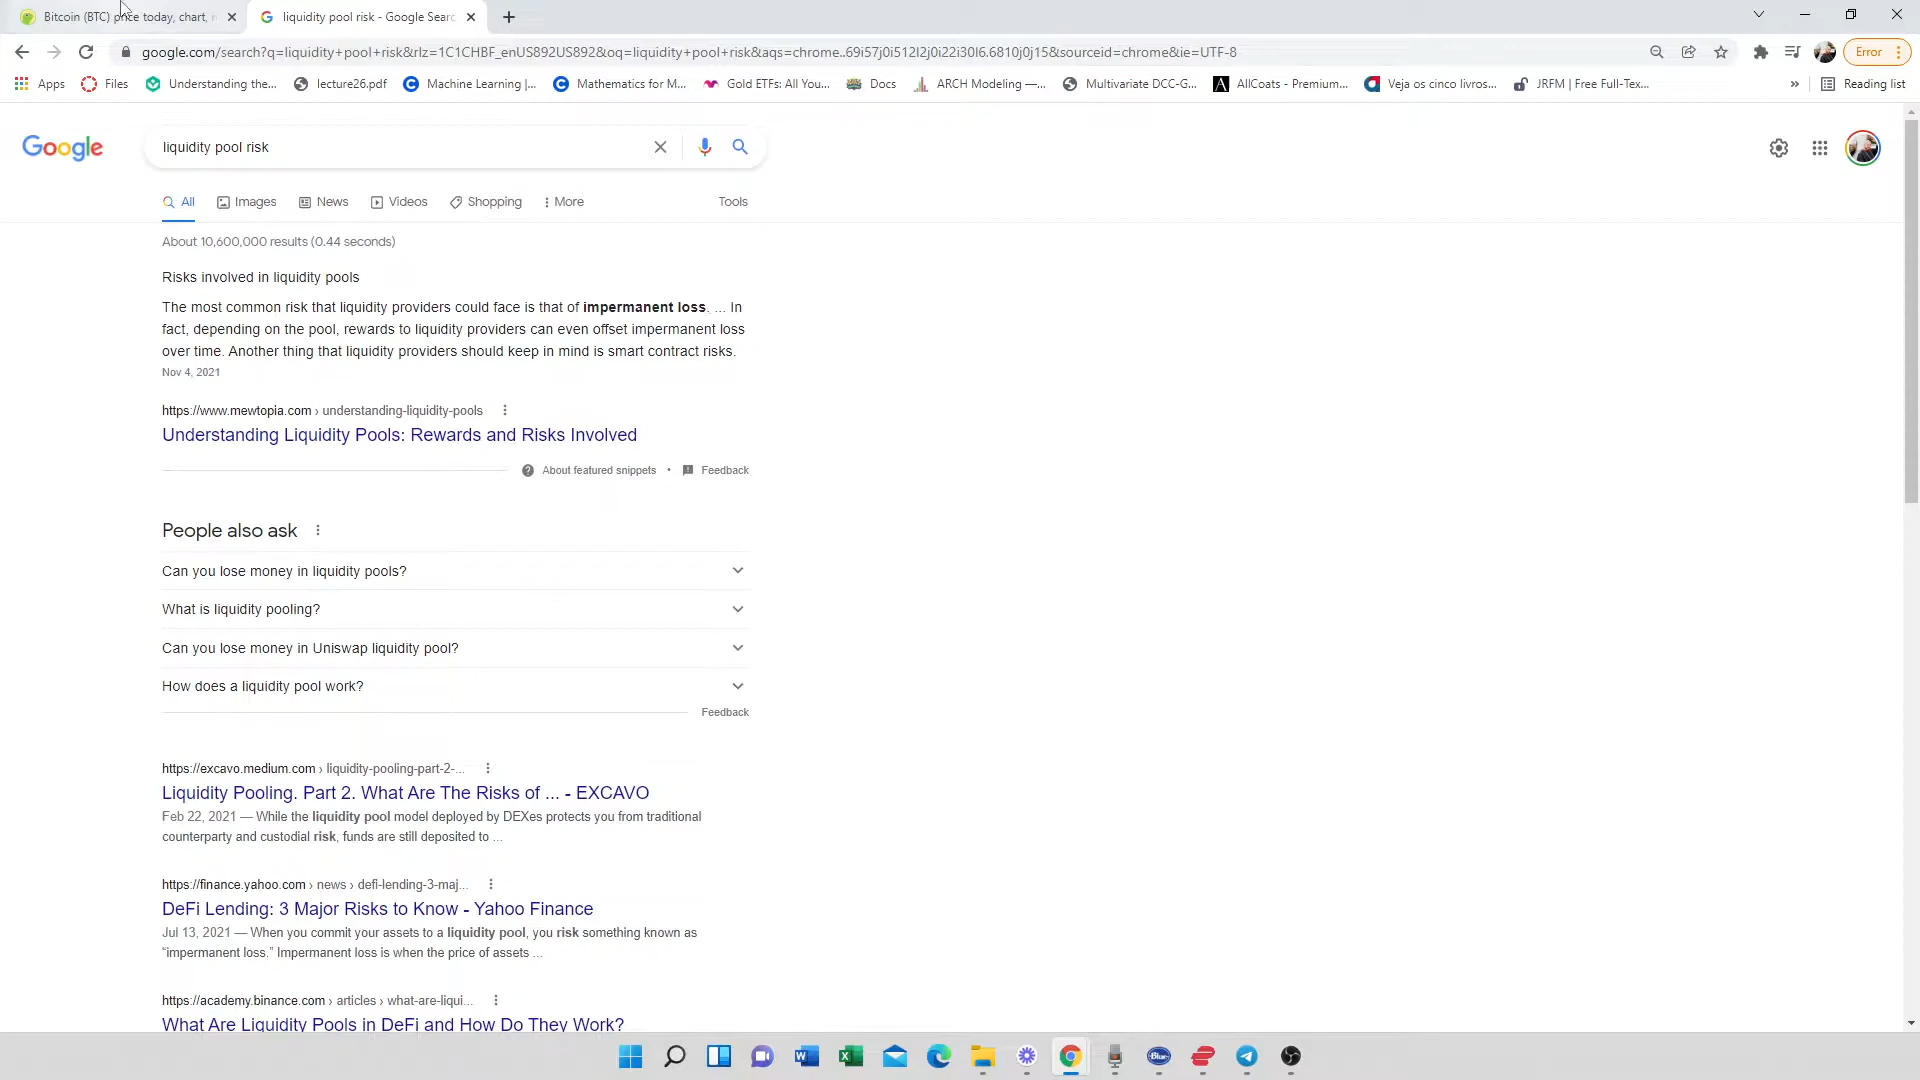 Bitcoin (BTC) price today, chart,
liquidity pool risk - Google Searc
google.com/search?q=liquidity+pool+risk&rlz=1C1CHBF_enUS892US892&oq=liquidity+pool+risk&aqs=chrome..69i57j0i512l2j0i22i30l6.6810j0j15&sourceid=chrome&ie=UTF-8
Error
Apps
Files
Understanding the...
lecture26.pdf
Machine Learning |...
Mathematics for M...
Gold ETFs: All You...
Docs
ARCH Modeling —...
Multivariate DCC-G...
AllCoats - Premium...
Veja os cinco livros...
JRFM | Free Full-Tex...
»
Reading list
Google
liquidity pool risk
All
Images
News
Videos
Shopping
More
Tools
About 10,600,000 results (0.44 seconds)
Risks involved in liquidity pools
The most common risk that liquidity providers could face is that of impermanent loss. ... In
fact, depending on the pool, rewards to liquidity providers can even offset impermanent loss
over time. Another thing that liquidity providers should keep in mind is smart contract risks.
Nov 4, 2021
https://www.mewtopia.com › understanding-liquidity-pools
Understanding Liquidity Pools: Rewards and Risks Involved
About featured snippets • Feedback
People also ask
Can you lose money in liquidity pools?
What is liquidity pooling?
Can you lose money in Uniswap liquidity pool?
How does a liquidity pool work?
Feedback
https://excavo.medium.com › liquidity-pooling-part-2-...
Liquidity Pooling. Part 2. What Are The Risks of ... - EXCAVO
Feb 22, 2021 — While the liquidity pool model deployed by DEXes protects you from traditional
counterparty and custodial risk, funds are still deposited to ...
https://finance.yahoo.com › news › defi-lending-3-maj...
DeFi Lending: 3 Major Risks to Know - Yahoo Finance
Jul 13, 2021 — When you commit your assets to a liquidity pool, you risk something known as
“impermanent loss.” Impermanent loss is when the price of assets ...
https://academy.binance.com › articles › what-are-liqui...
What Are Liquidity Pools in DeFi and How Do They Work?